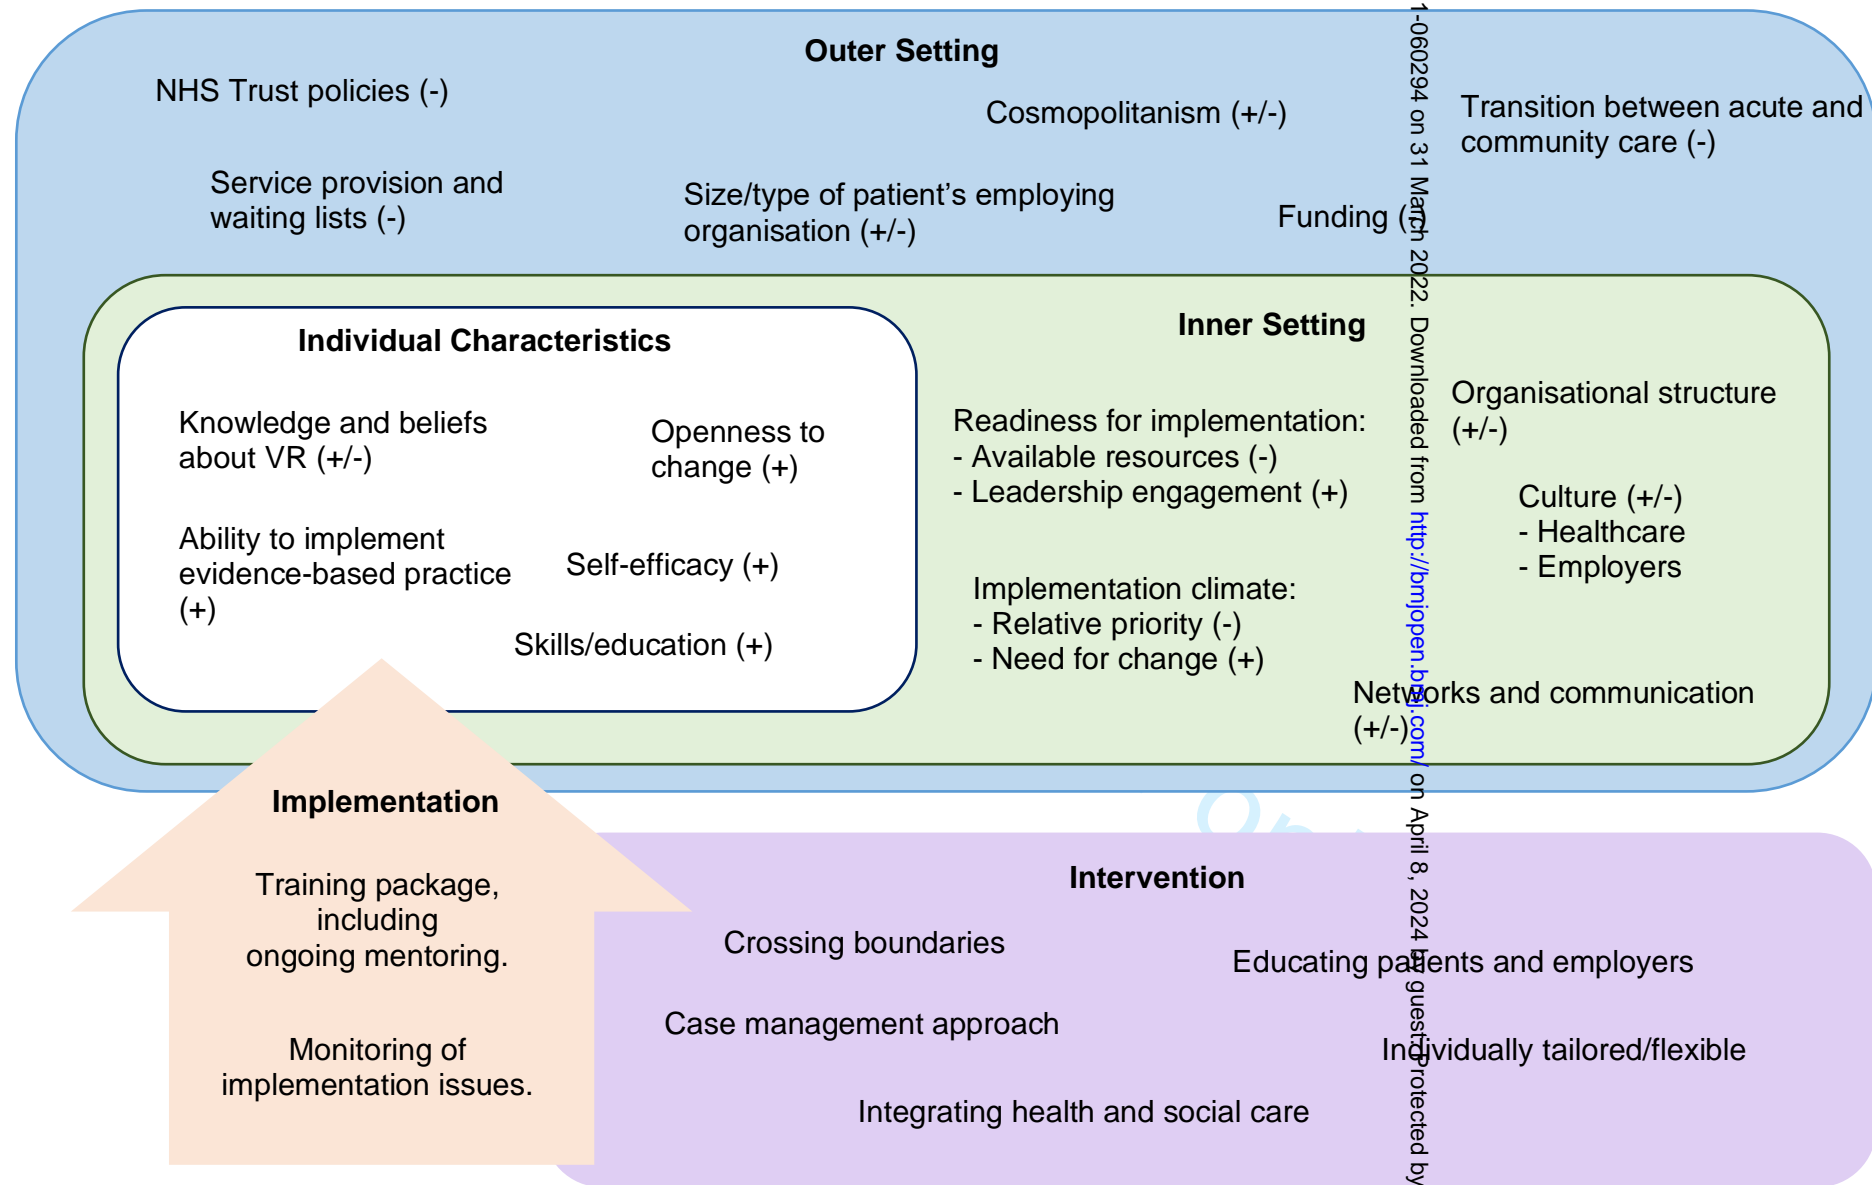 Outer Setting
NHS Trust policies (-)
Cosmopolitanism (+/-)
Transition between acute and
community care (-)
Service provision and
waiting lists (-)
Size/type of patient’s employing
organisation (+/-)
Funding (-)
Individual Characteristics
Knowledge and beliefs
about VR (+/-)
Openness to
change (+)
Ability to implement
evidence-based practice
(+)
Self-efficacy (+)
Skills/education (+)
Inner Setting
Readiness for implementation:
- Available resources (-)
- Leadership engagement (+)
Organisational structure
(+/-)
Culture (+/-)
- Healthcare
- Employers
Implementation climate:
- Relative priority (-)
- Need for change (+)
Networks and communication
(+/-)
Implementation
Training package,
including
ongoing mentoring.
Monitoring of
implementation issues.
Intervention
Crossing boundaries
Educating patients and employers
Case management approach
Individually tailored/flexible
Integrating health and social care
1-060294 on 31 March 2022. Downloaded from http://bmjopen.bmj.com/ on April 8, 2024 by guest. Protected by